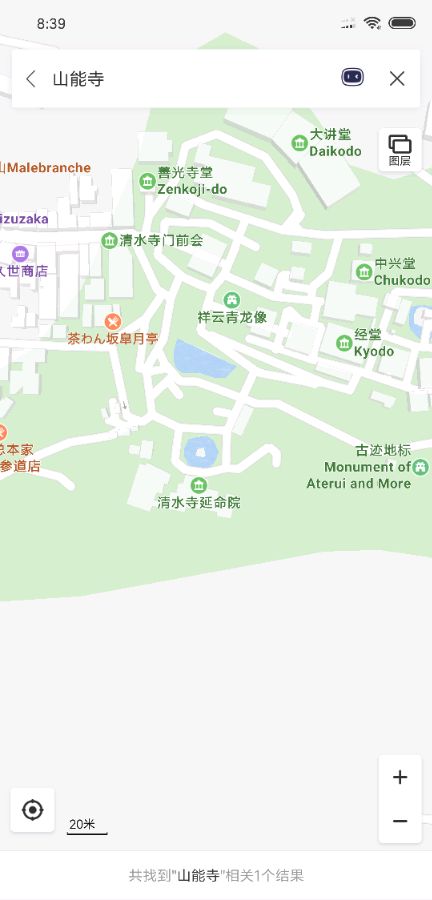 8:39
山能寺
大讲堂
Daikodo
图层
山Malebranche
善光寺堂
Zenkoji-do
izuzaka
清水寺门前会
久世商店
中兴堂
Chukodo
祥云青龙像
茶わん坂皐月亭
经堂
Kyodo
总本家
参道店
古迹地标
Monument of
Aterui and More
清水寺延命院
20米
共找到"山能寺"相关1个结果